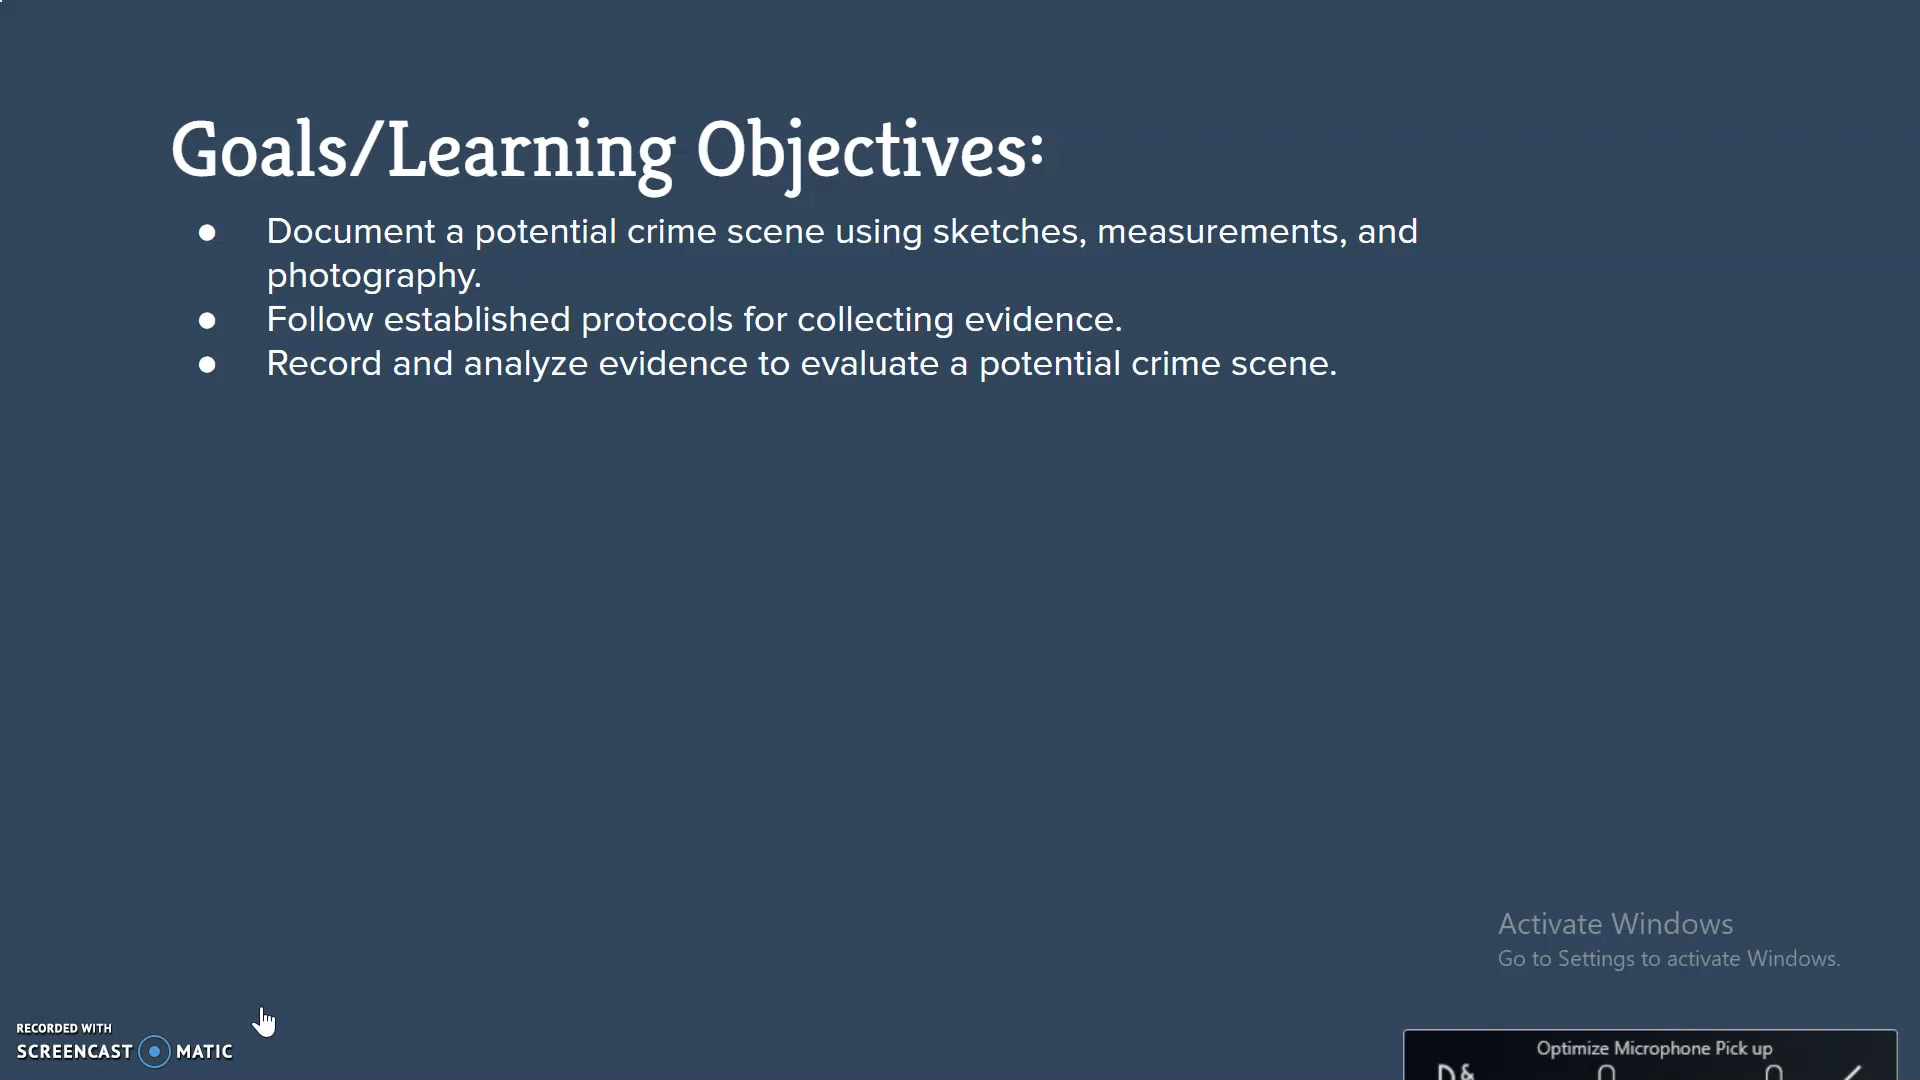 Goals/Learning Objectives:
● Document a potential crime scene using sketches, measurements, and
photography.
● Follow established protocols for collecting evidence.
● Record and analyze evidence to evaluate a potential crime scene.
Activate Windows
Go to Settings to activate Windows.
RECORDED WITH
SCREENCAST MATIC
Optimize Microphone Pick up